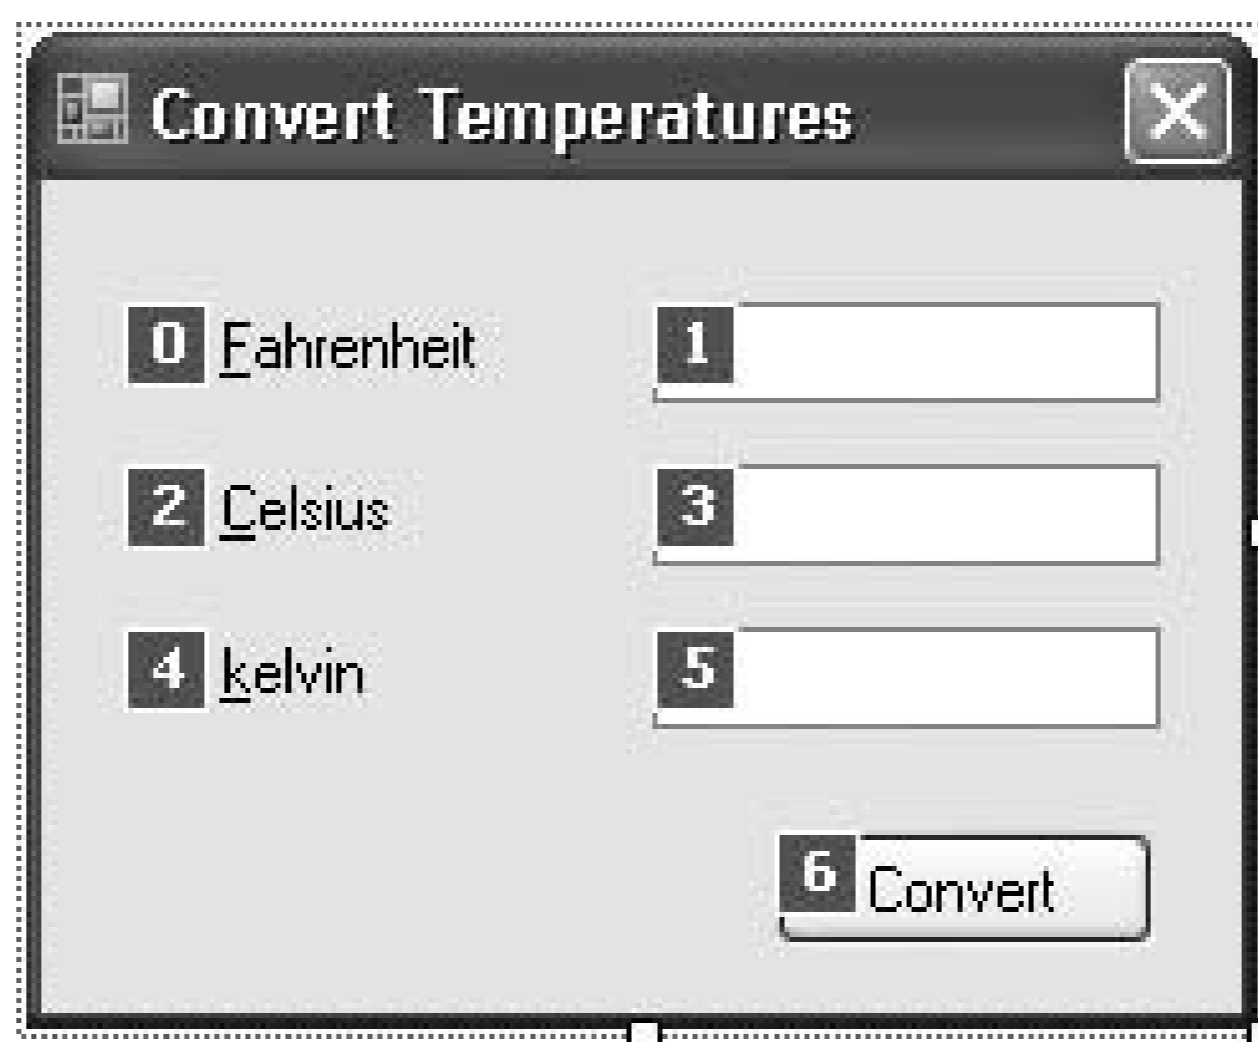 Convert Temperatures
0 Fahrenheit 1
2 Celsius 3
4 kelvin 5
6 Convert